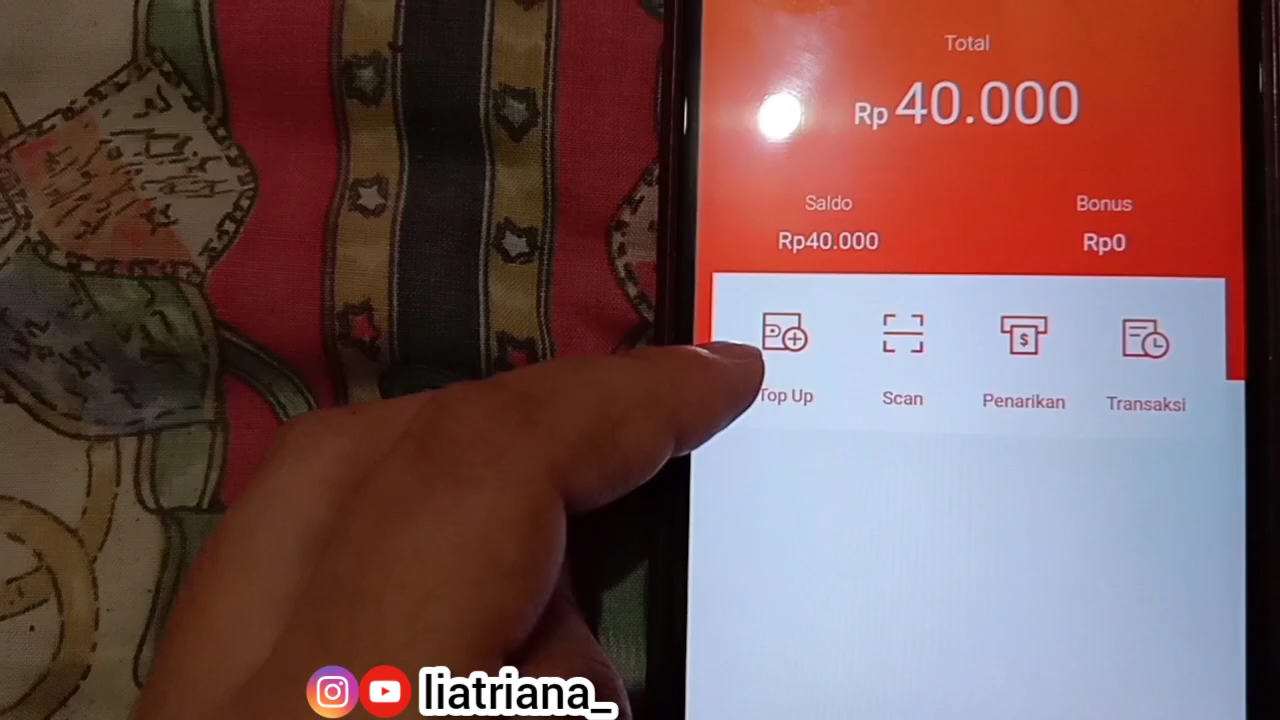 Total
Rp 40.000
Saldo
Bonus
Rp40.000
Rp0
Top Up
Scan
Penarikan
Transaksi
liatriana_